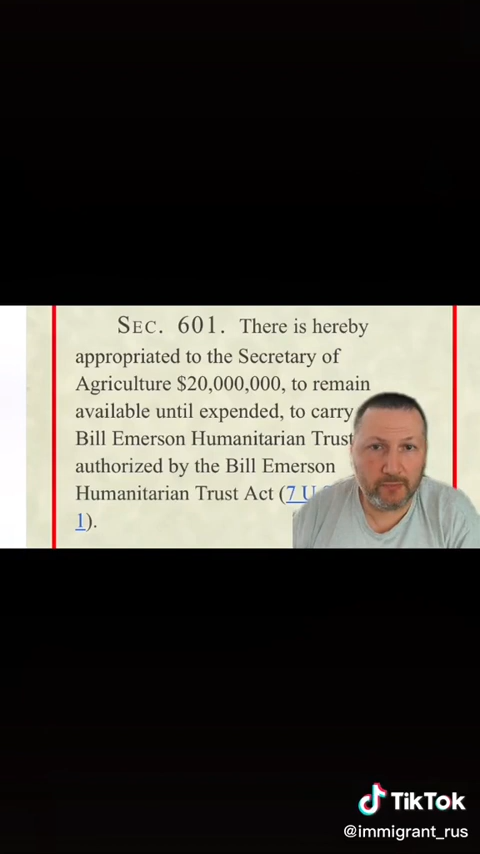 SEC. 601. There is hereby
appropriated to the Secretary of
Agriculture $20,000,000, to remain
available until expended, to carry
Bill Emerson Humanitarian Trust
authorized by the Bill Emerson
Humanitarian Trust Act (7 U
1).
TikTok
@immigrant_rus